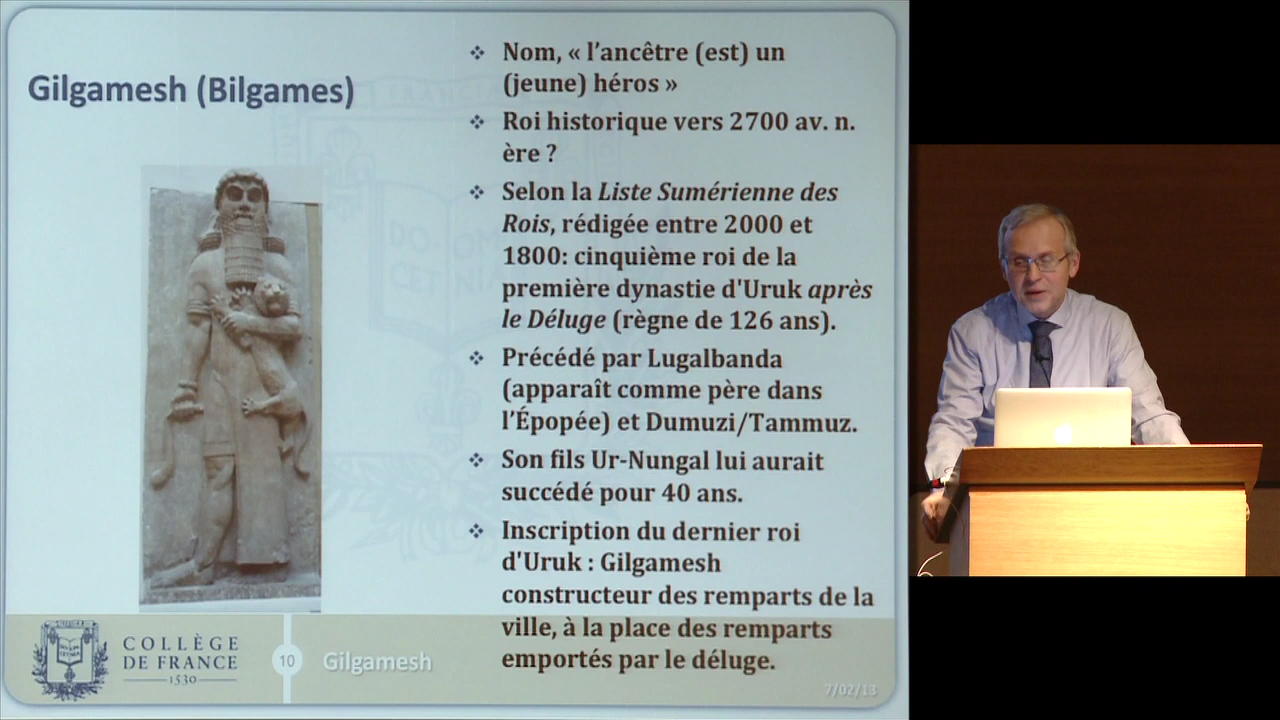 Gilgamesh (Bilgames)
❖ Nom, « l'ancêtre (est) un
(jeune) héros »
❖ Roi historique vers 2700 av. n.
ère ?
❖ Selon la Liste Sumérienne des
Rois, rédigée entre 2000 et
1800: cinquième roi de la
première dynastie d'Uruk après
le Déluge (règne de 126 ans).
❖ Précédé par Lugalbanda
(apparaît comme père dans
l'Épopée) et Dumuzi/Tammuz.
❖ Son fils Ur-Nungal lui aurait
succédé pour 40 ans.
❖ Inscription du dernier roi
d'Uruk : Gilgamesh
constructeur des remparts de la
ville, à la place des remparts
emportés par le déluge.
COLLÈGE
DE FRANCE
1530
10
Gilgamesh
7/02/13